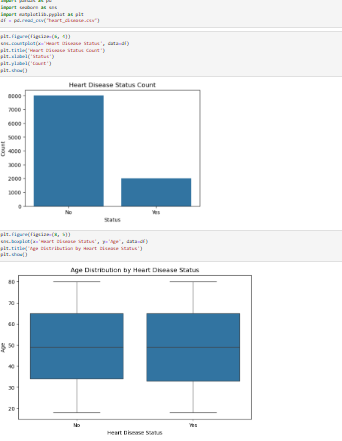 import pandas as pd
import seaborn as sns
import matplotlib.pyplot as plt
df = pd.read_csv("heart_disease.csv")
plt.figure(figsize=(6, 5))
sns.countplot(x='Heart Disease Status', data=df)
plt.title('Heart Disease Status Count')
plt.xlabel('Status')
plt.ylabel('Count')
plt.show()
Heart Disease Status Count
8000
7000
6000
5000
4000
3000
2000
1000
0
Count
No Yes
Status
plt.figure(figsize=(8, 5))
sns.boxplot(x='Heart Disease Status', y='Age', data=df)
plt.title('Age Distribution by Heart Disease Status')
plt.show()
Age Distribution by Heart Disease Status
80
70
60
50
40
30
20
Age
No Yes
Heart Disease Status